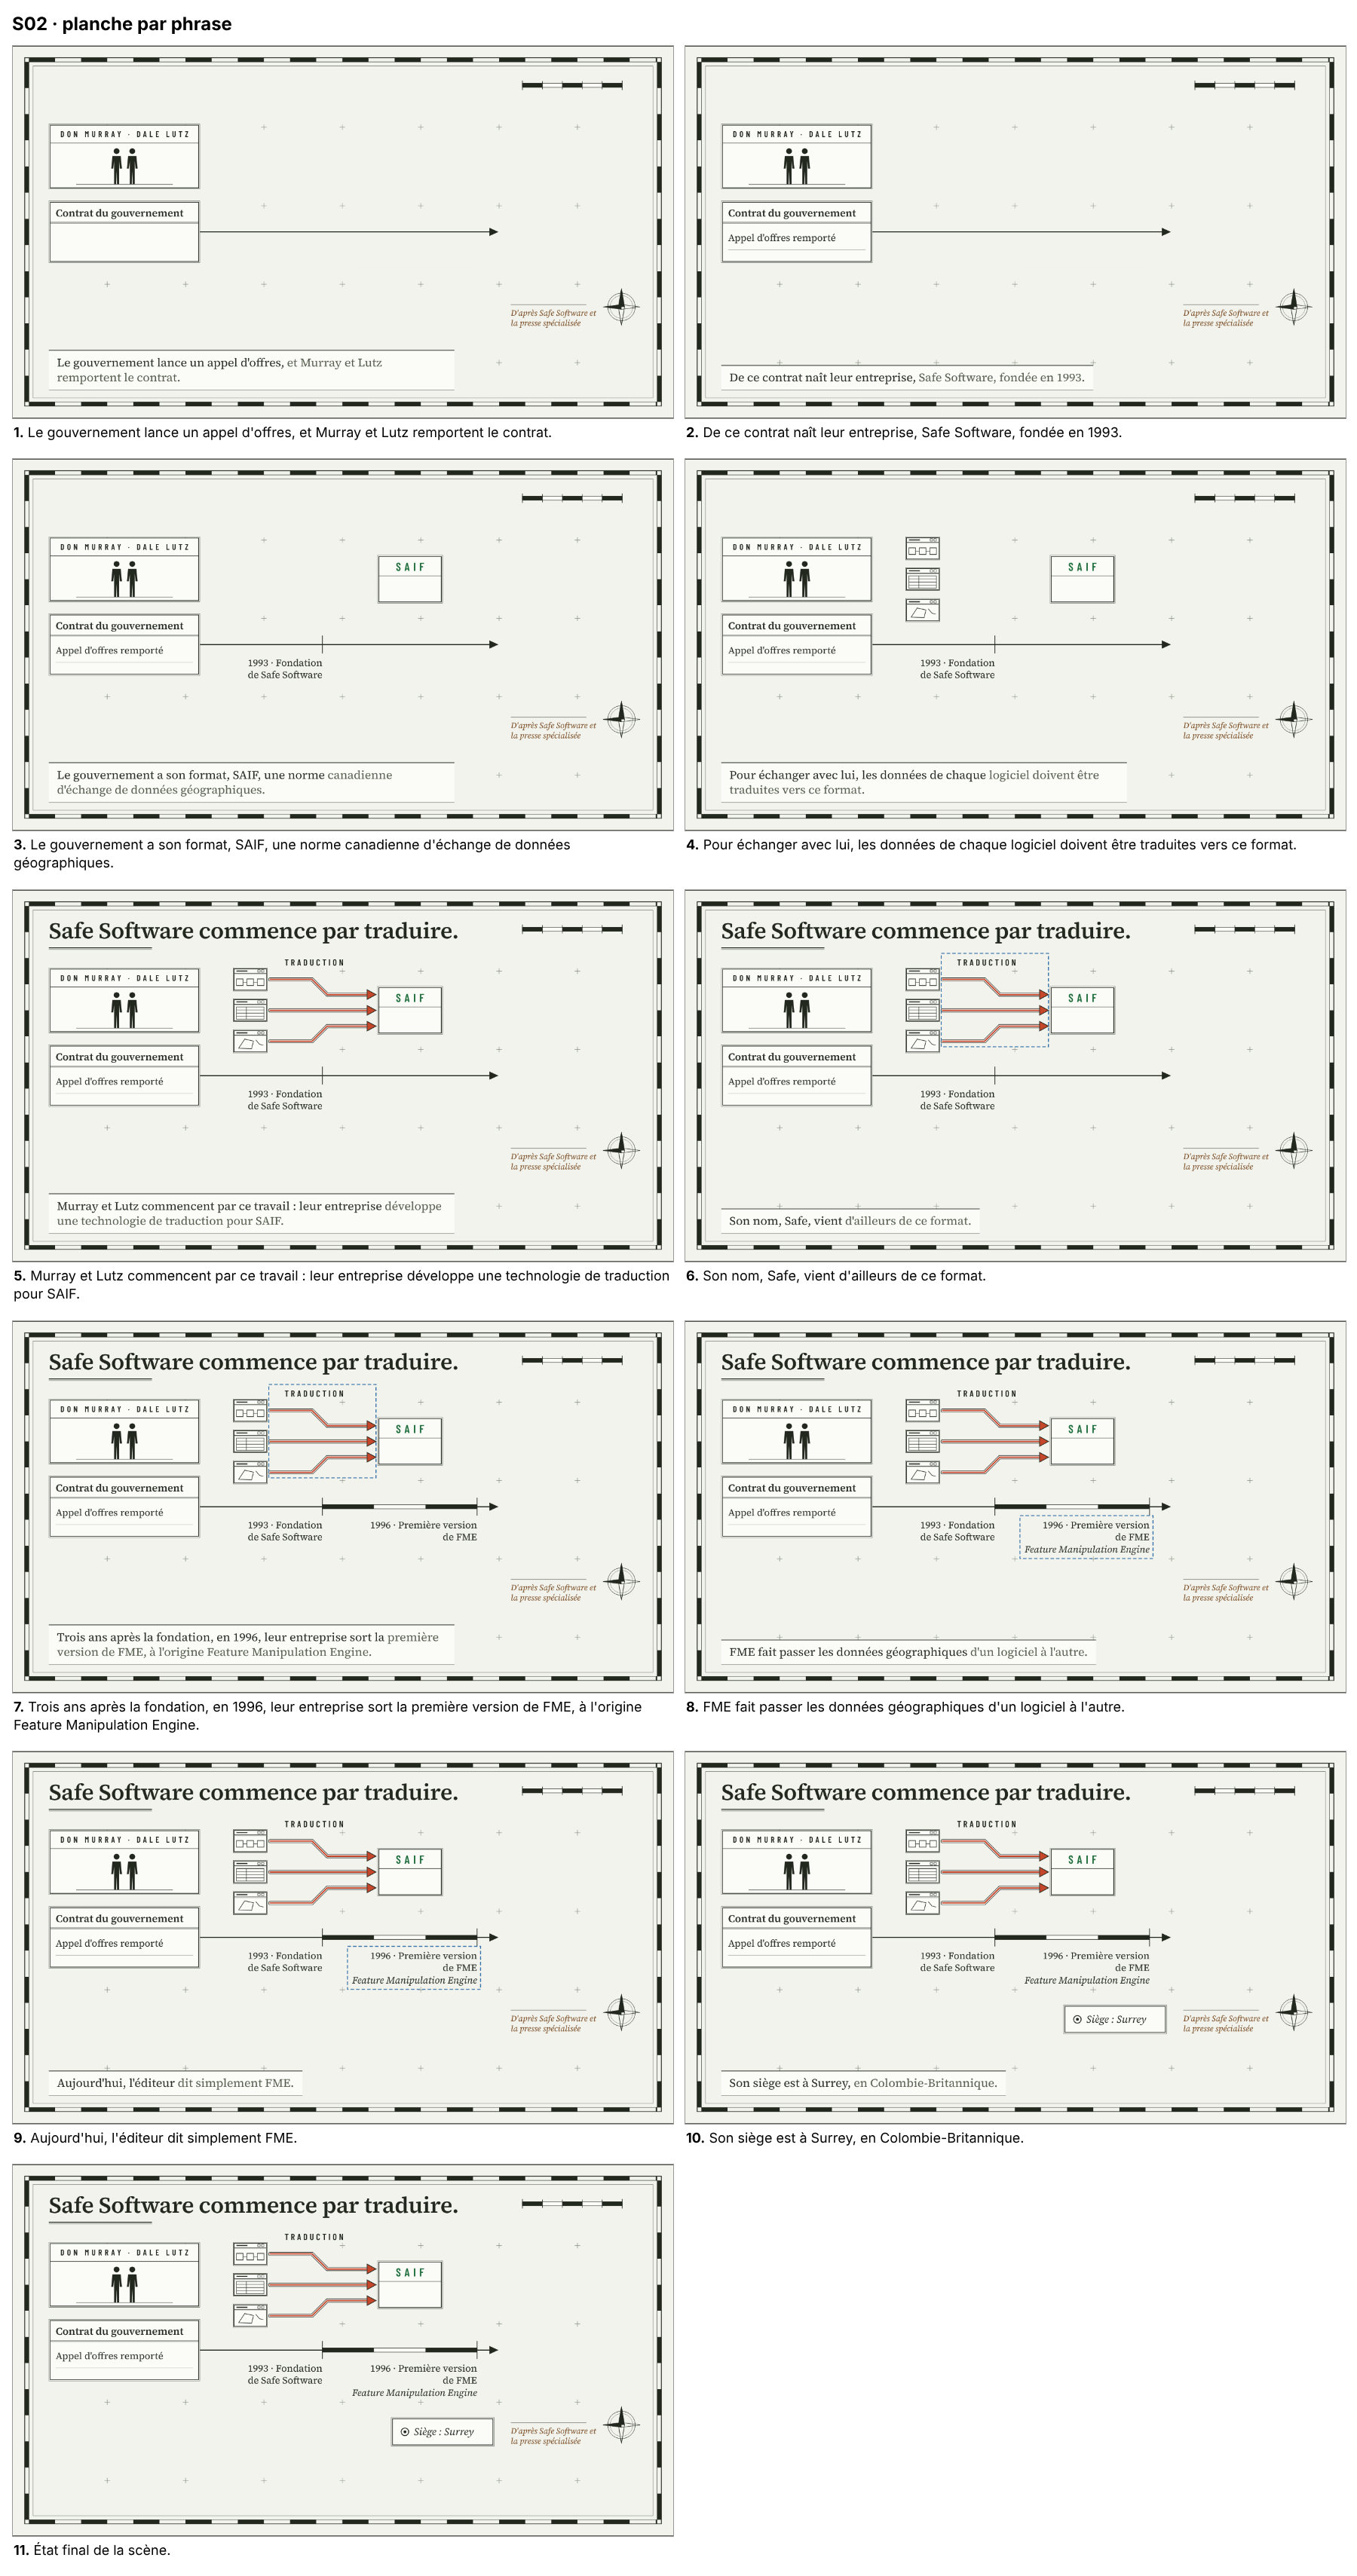 S02 · planche par phrase
DON MURRAY · DALE LUTZ
Contrat du gouvernement
D'après Safe Software et
la presse spécialisée
Le gouvernement lance un appel d'offres, et Murray et Lutz
remportent le contrat.
1. Le gouvernement lance un appel d'offres, et Murray et Lutz remportent le contrat.
DON MURRAY · DALE LUTZ
Contrat du gouvernement
Appel d'offres remporté
D'après Safe Software et
la presse spécialisée
De ce contrat naît leur entreprise, Safe Software, fondée en 1993.
2. De ce contrat naît leur entreprise, Safe Software, fondée en 1993.
DON MURRAY · DALE LUTZ
SAIF
Contrat du gouvernement
Appel d'offres remporté
1993 · Fondation
de Safe Software
D'après Safe Software et
la presse spécialisée
Le gouvernement a son format, SAIF, une norme canadienne
d'échange de données géographiques.
3. Le gouvernement a son format, SAIF, une norme canadienne d'échange de données
géographiques.
DON MURRAY · DALE LUTZ
SAIF
Contrat du gouvernement
Appel d'offres remporté
1993 · Fondation
de Safe Software
D'après Safe Software et
la presse spécialisée
Pour échanger avec lui, les données de chaque logiciel doivent être
traduites vers ce format.
4. Pour échanger avec lui, les données de chaque logiciel doivent être traduites vers ce format.
Safe Software commence par traduire.
TRADUCTION
DON MURRAY · DALE LUTZ
SAIF
Contrat du gouvernement
Appel d'offres remporté
1993 · Fondation
de Safe Software
D'après Safe Software et
la presse spécialisée
Murray et Lutz commencent par ce travail : leur entreprise développe
une technologie de traduction pour SAIF.
5. Murray et Lutz commencent par ce travail : leur entreprise développe une technologie de traduction
pour SAIF.
Safe Software commence par traduire.
TRADUCTION
DON MURRAY · DALE LUTZ
SAIF
Contrat du gouvernement
Appel d'offres remporté
1993 · Fondation
de Safe Software
D'après Safe Software et
la presse spécialisée
Son nom, Safe, vient d'ailleurs de ce format.
6. Son nom, Safe, vient d'ailleurs de ce format.
Safe Software commence par traduire.
TRADUCTION
DON MURRAY · DALE LUTZ
SAIF
Contrat du gouvernement
Appel d'offres remporté
1993 · Fondation
de Safe Software
1996 · Première version
de FME
D'après Safe Software et
la presse spécialisée
Trois ans après la fondation, en 1996, leur entreprise sort la première
version de FME, à l'origine Feature Manipulation Engine.
7. Trois ans après la fondation, en 1996, leur entreprise sort la première version de FME, à l'origine
Feature Manipulation Engine.
Safe Software commence par traduire.
TRADUCTION
DON MURRAY · DALE LUTZ
SAIF
Contrat du gouvernement
Appel d'offres remporté
1993 · Fondation
de Safe Software
1996 · Première version
de FME
Feature Manipulation Engine
D'après Safe Software et
la presse spécialisée
FME fait passer les données géographiques d'un logiciel à l'autre.
8. FME fait passer les données géographiques d'un logiciel à l'autre.
Safe Software commence par traduire.
TRADUCTION
DON MURRAY · DALE LUTZ
SAIF
Contrat du gouvernement
Appel d'offres remporté
1993 · Fondation
de Safe Software
1996 · Première version
de FME
Feature Manipulation Engine
D'après Safe Software et
la presse spécialisée
Aujourd'hui, l'éditeur dit simplement FME.
9. Aujourd'hui, l'éditeur dit simplement FME.
Safe Software commence par traduire.
TRADUCTION
DON MURRAY · DALE LUTZ
SAIF
Contrat du gouvernement
Appel d'offres remporté
1993 · Fondation
de Safe Software
1996 · Première version
de FME
Feature Manipulation Engine
Siège : Surrey
D'après Safe Software et
la presse spécialisée
Son siège est à Surrey, en Colombie-Britannique.
10. Son siège est à Surrey, en Colombie-Britannique.
Safe Software commence par traduire.
TRADUCTION
DON MURRAY · DALE LUTZ
SAIF
Contrat du gouvernement
Appel d'offres remporté
1993 · Fondation
de Safe Software
1996 · Première version
de FME
Feature Manipulation Engine
Siège : Surrey
D'après Safe Software et
la presse spécialisée
11. État final de la scène.